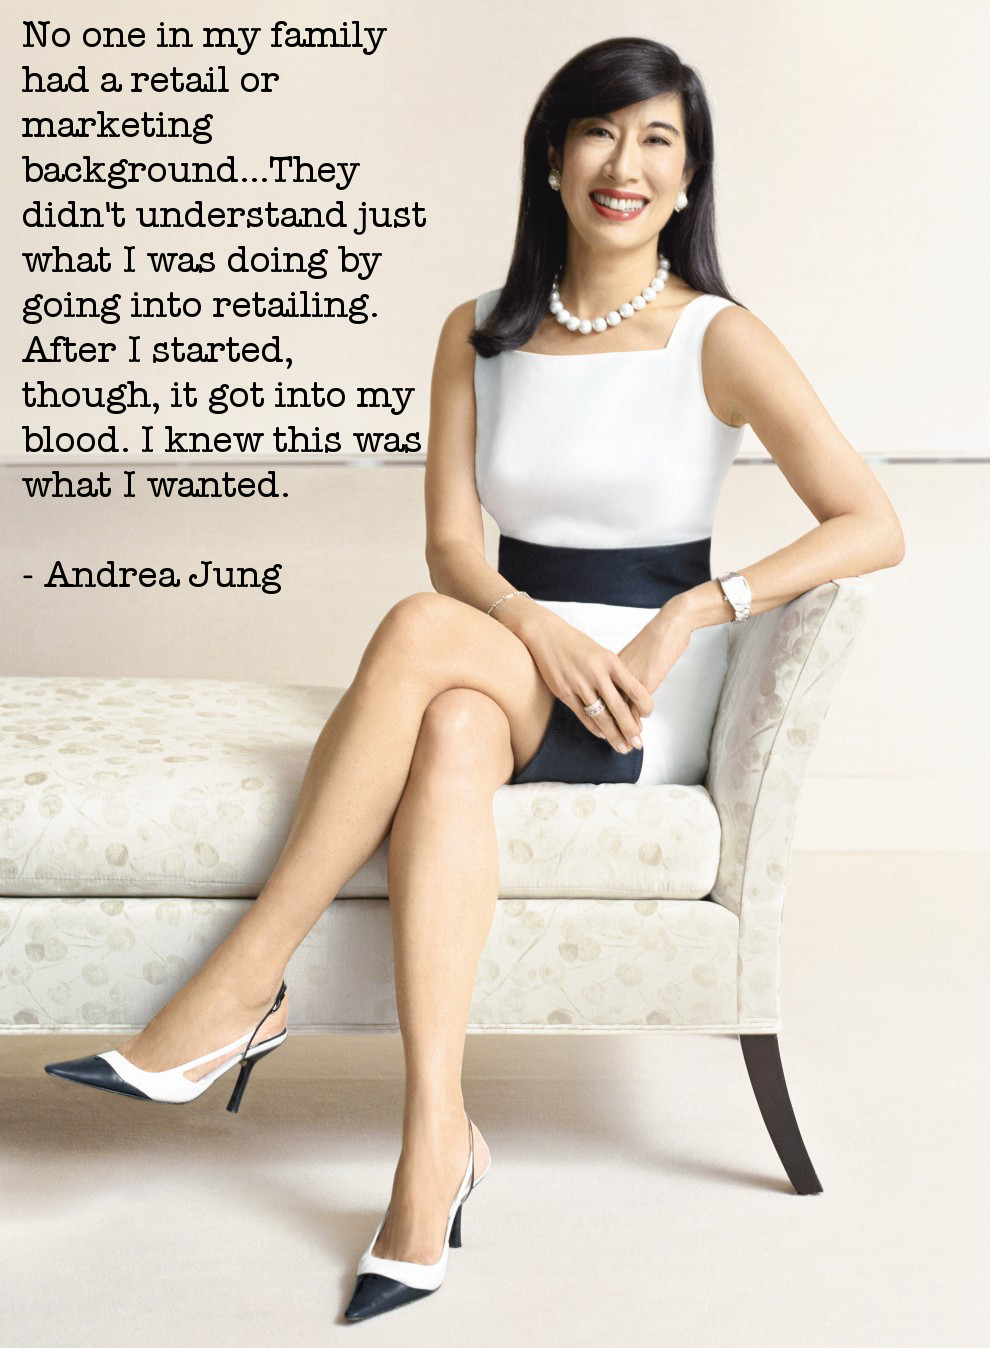 No one in my family
had a retail or
marketing
background...They
didn't understand just
what I was doing by
going into retailing.
After I started,
though, it got into my
blood. I knew this was
what I wanted.
- Andrea Jung